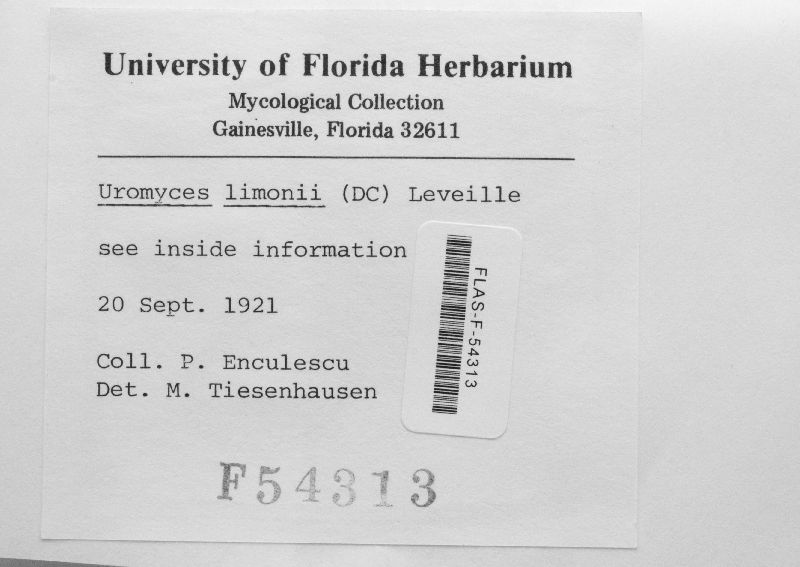 University of Florida Herbarium
Mycological Collection
Gainesville, Florida 32611
Uromyces limonii (DC) Leveille
see inside information
20 Sept. 1921
Coll. P. Enculescu
Det. M. Tiesenhausen
FLAS-F-54313
F54313